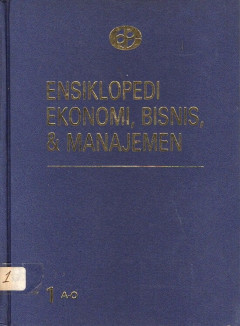 ENSIKLOPEDI
EKONOMI, BISNIS,
& MANAJEMEN
1 A-O
1